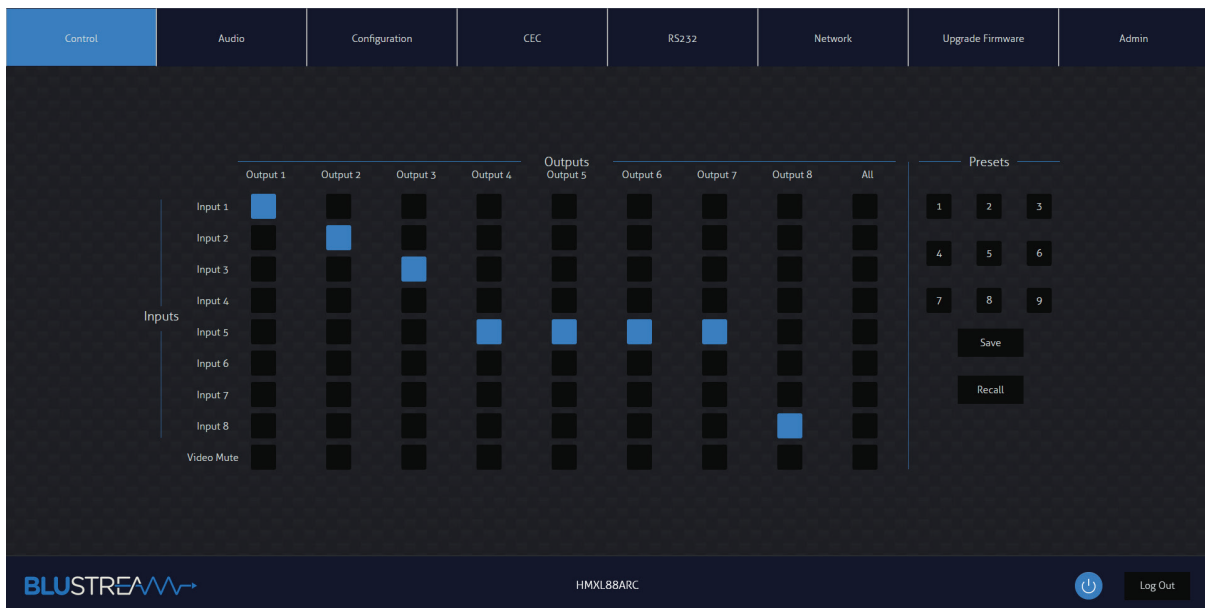 Control Audio Configuration CEC RS232 Network Upgrade Firmware Admin
Outputs
Output 1 Output 2 Output 3 Output 4 Output 5 Output 6 Output 7 Output 8 All
Inputs
Input 1
Input 2
Input 3
Input 4
Input 5
Input 6
Input 7
Input 8
Video Mute
Presets
1 2 3
4 5 6
7 8 9
Save
Recall
BLUSTREAM
HMXL88ARC
Log Out